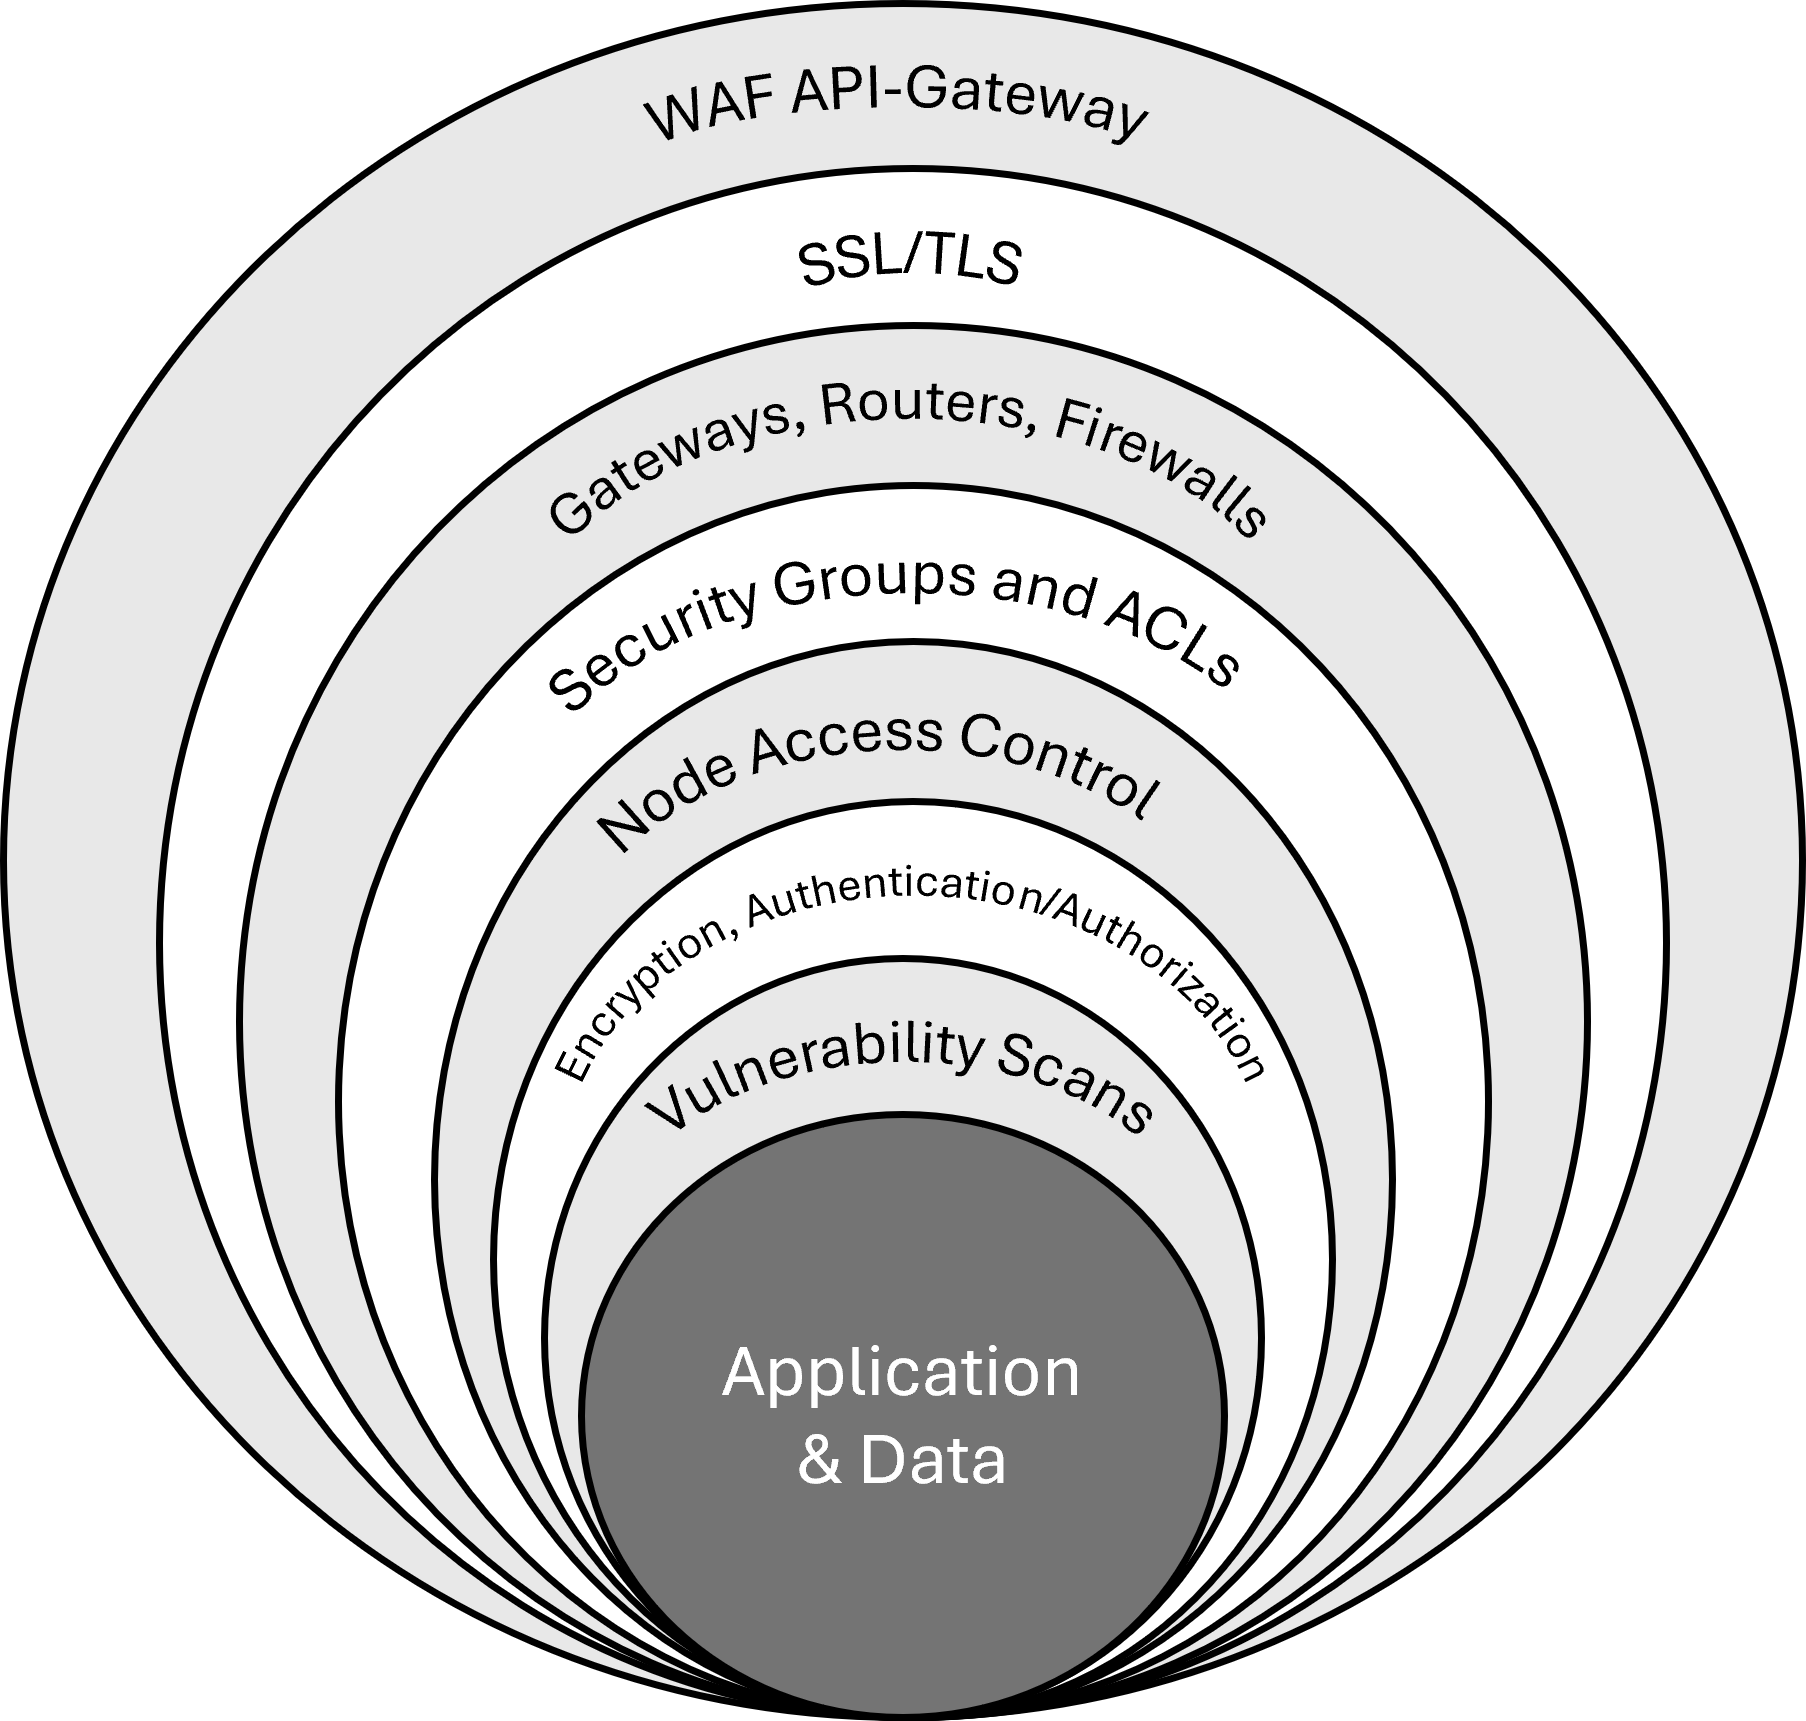 WAF API-Gateway
SSL/TLS
Gateways, Routers, Firewalls
Security Groups and ACLs
Node Access Control
Encryption, Authentication/Authorization
Vulnerability Scans
Application
& Data